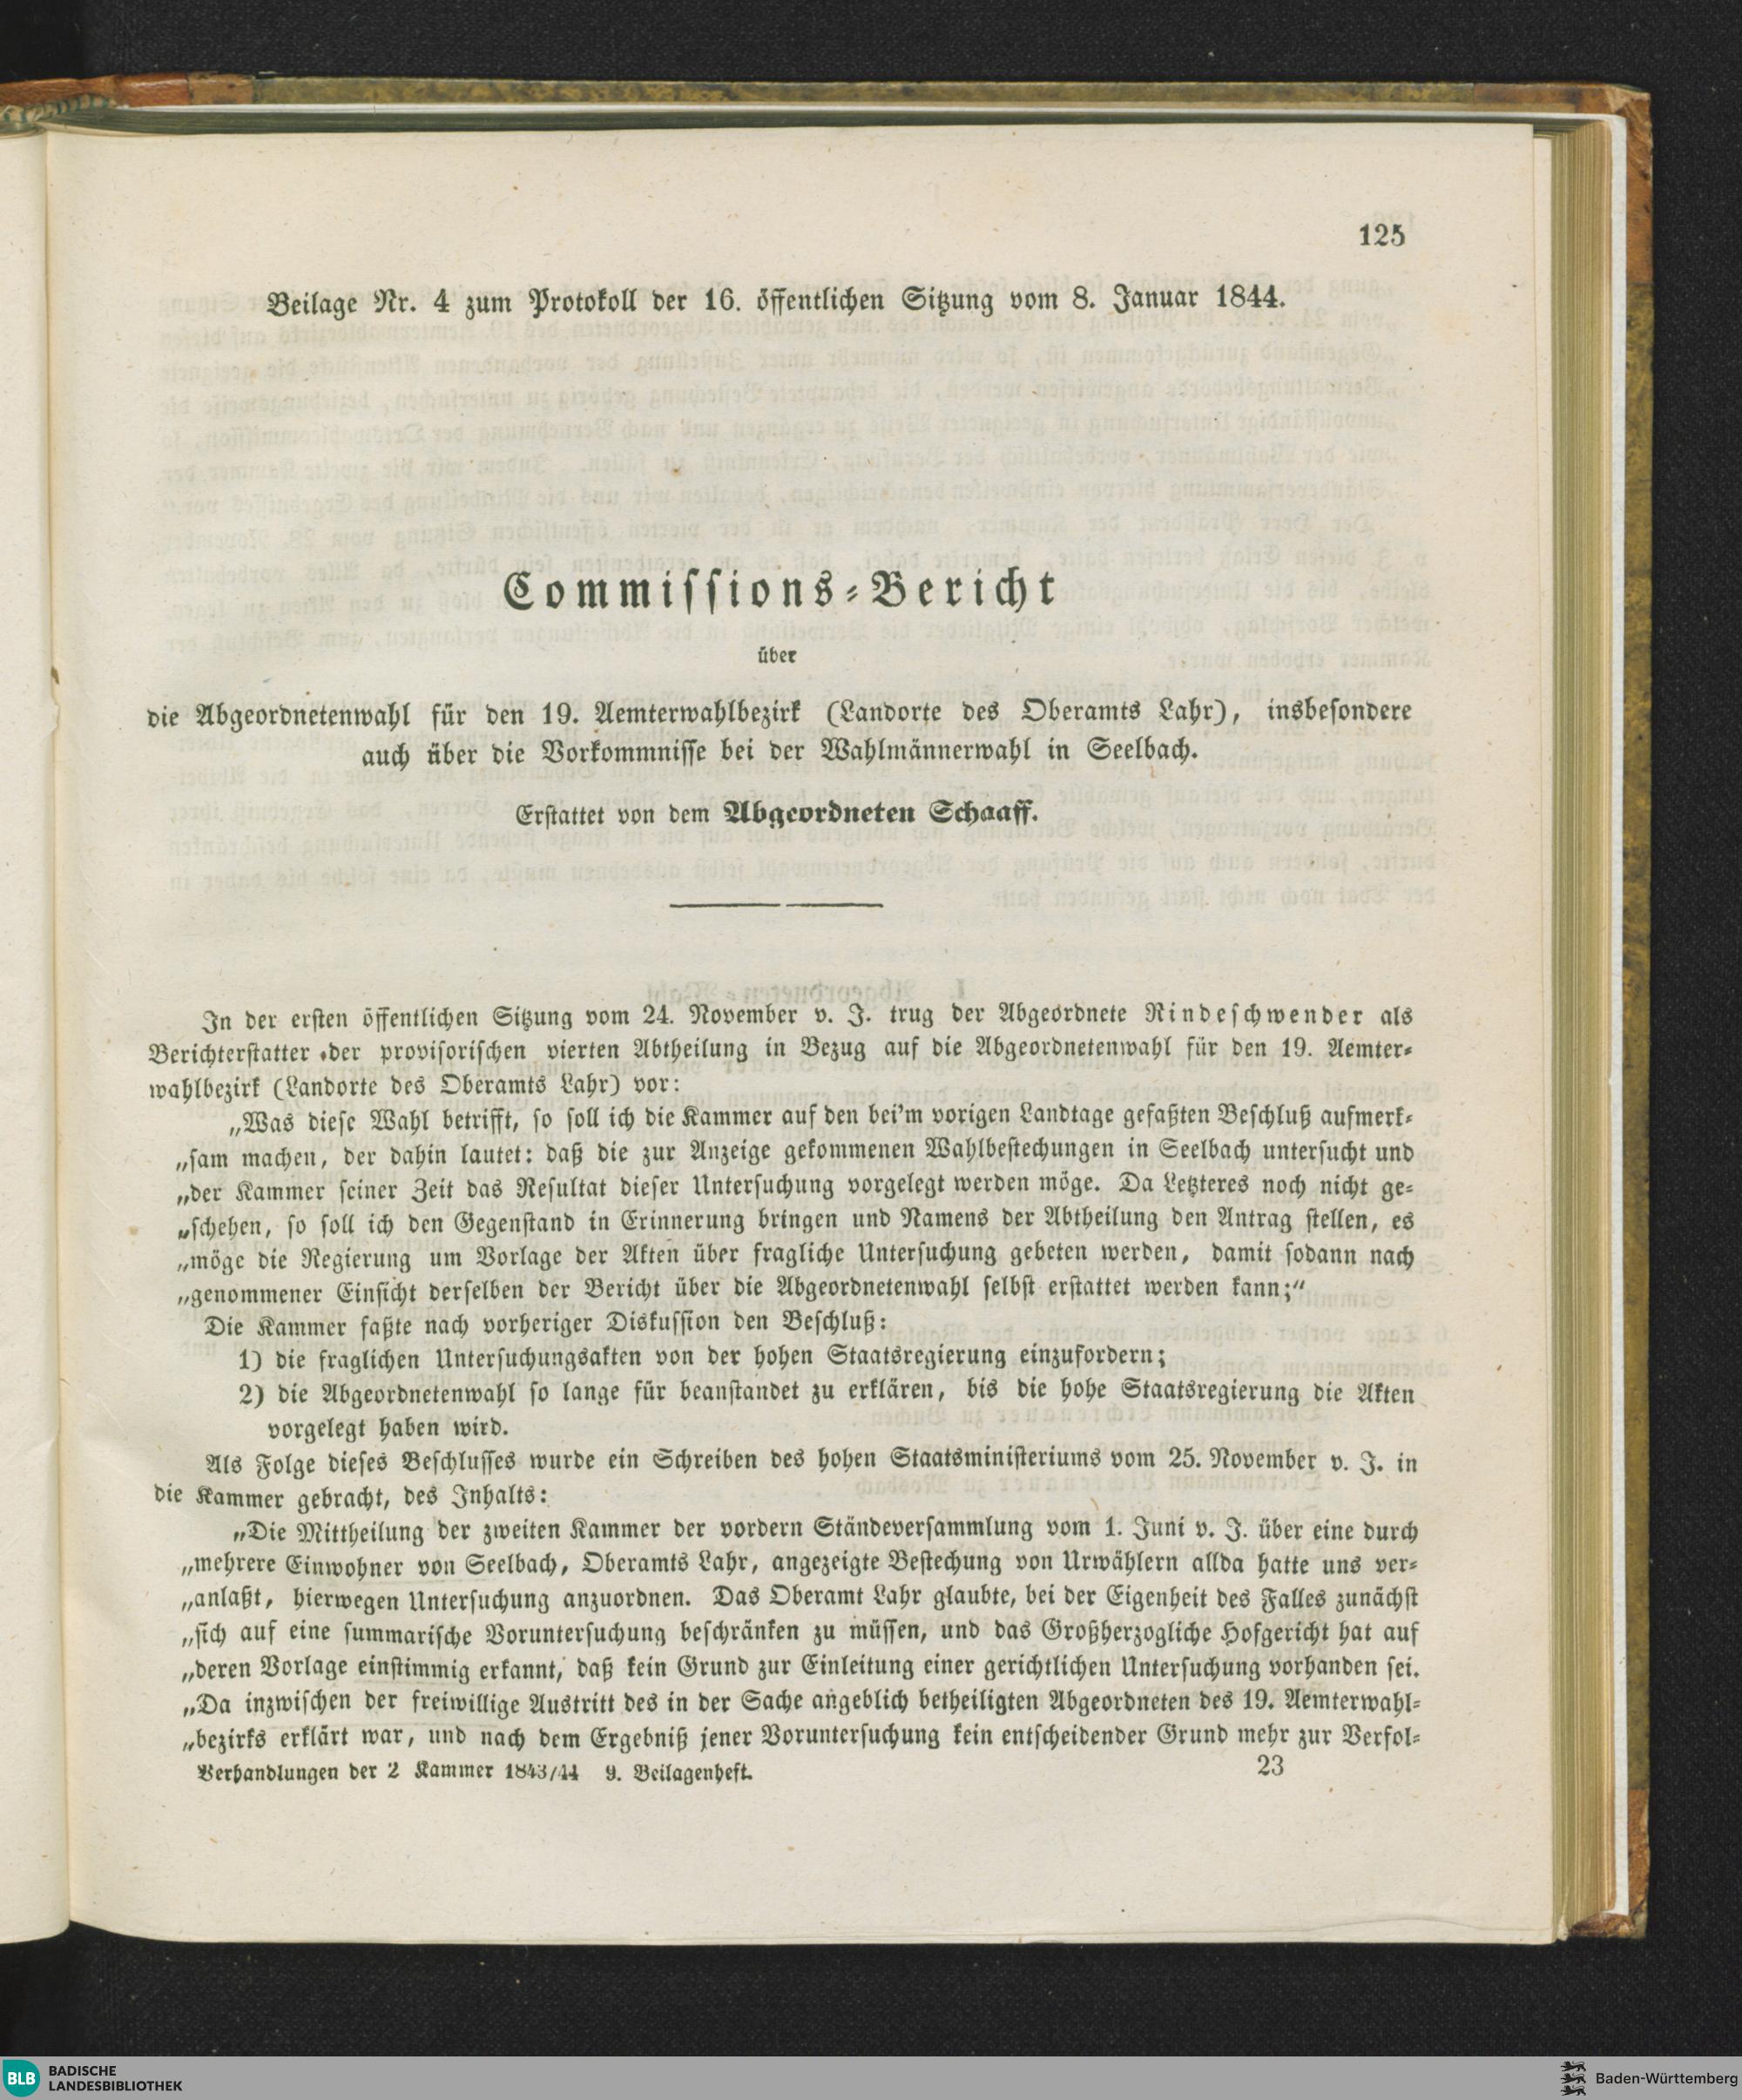 125
Beilage Nr. 4 zum Protokoll der 16. öffentlichen Sitzung vom 8. Januar 1844.
Commissions-Bericht
über
die Abgeordnetenwahl für den 19. Aemterwahlbezirk (Landorte des Oberamts Lahr), insbesondere
auch über die Vorkommnisse bei der Wahlmännerwahl in Seelbach.
Erstattet von dem Abgeordneten Schaaff.
In der ersten öffentlichen Sitzung vom 24. November v. J. trug der Abgeordnete Rindeschwender als
Berichterstatter der provisorischen vierten Abtheilung in Bezug auf die Abgeordnetenwahl für den 19. Aemter-
wahlbezirk (Landorte des Oberamts Lahr) vor:
„Was diese Wahl betrifft, so soll ich die Kammer auf den bei'm vorigen Landtage gefaßten Beschluß aufmerk-
„sam machen, der dahin lautet: daß die zur Anzeige gekommenen Wahlbestechungen in Seelbach untersucht und
„der Kammer seiner Zeit das Resultat dieser Untersuchung vorgelegt werden möge. Da Letzteres noch nicht ge-
„schehen, so soll ich den Gegenstand in Erinnerung bringen und Namens der Abtheilung den Antrag stellen, es
„möge die Regierung um Vorlage der Akten über fragliche Untersuchung gebeten werden, damit sodann nach
„genommener Einsicht derselben der Bericht über die Abgeordnetenwahl selbst erstattet werden kann;“
Die Kammer faßte nach vorheriger Diskussion den Beschluß:
1) die fraglichen Untersuchungsakten von der hohen Staatsregierung einzufordern;
2) die Abgeordnetenwahl so lange für beanstandet zu erklären, bis die hohe Staatsregierung die Akten
vorgelegt haben wird.
Als Folge dieses Beschlusses wurde ein Schreiben des hohen Staatsministeriums vom 25. November v. J. in
die Kammer gebracht, des Inhalts:
„Die Mittheilung der zweiten Kammer der vordern Ständeversammlung vom 1. Juni v. J. über eine durch
„mehrere Einwohner von Seelbach, Oberamts Lahr, angezeigte Bestechung von Urwählern allda hatte uns ver-
„anlaßt, hierwegen Untersuchung anzuordnen. Das Oberamt Lahr glaubte, bei der Eigenheit des Falles zunächst
„sich auf eine summarische Voruntersuchung beschränken zu müssen, und das Großherzogliche Hofgericht hat auf
„deren Vorlage einstimmig erkannt, daß kein Grund zur Einleitung einer gerichtlichen Untersuchung vorhanden sei.
„Da inzwischen der freiwillige Austritt des in der Sache angeblich betheiligten Abgeordneten des 19. Aemterwahl-
„bezirks erklärt war, und nach dem Ergebniß jener Voruntersuchung kein entscheidender Grund mehr zur Verfol-
Verhandlungen der 2 Kammer 1843/44 9. Beilagenheft.
23
BLB BADISCHE
LANDESBIBLIOTHEK
Baden-Württemberg